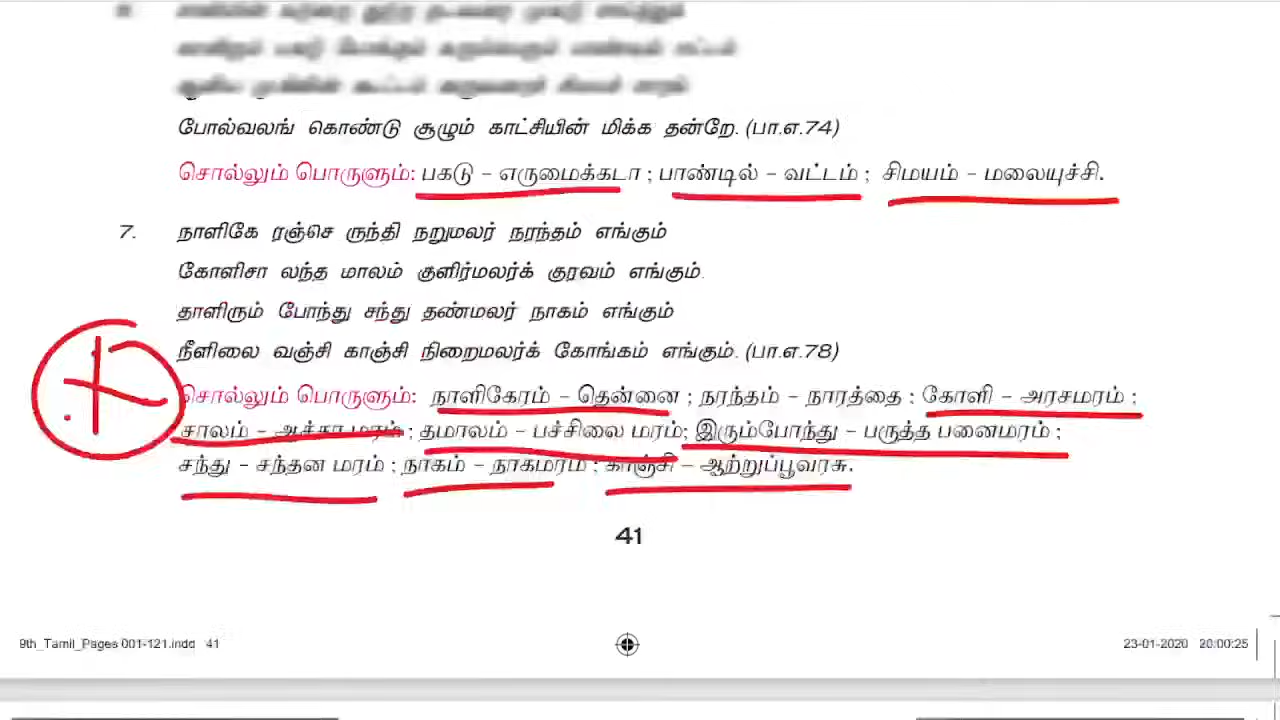 போல்வலங் கொண்டு சூழும் காட்சியின் மிக்க தன்றே. (பா.எ.74)
சொல்லும் பொருளும்: பகடு – எருமைக்கடா ; பாண்டில் – வட்டம் ; சிமயம் – மலையுச்சி.
7. நாளிகே ரஞ்செ ருந்தி நறுமலர் நரந்தம் எங்கும்
கோளிசா லந்த மாலம் குளிர்மலர்க் குரவம் எங்கும்.
தாளிரும் போந்து சந்து தண்மலர் நாகம் எங்கும்
நீளிலை வஞ்சி காஞ்சி நிறைமலர்க் கோங்கம் எங்கும். (பா.எ.78)
சொல்லும் பொருளும்: நாளிகேரம் – தென்னை ; நரந்தம் – நாரத்தை ; கோளி – அரசமரம் ;
சாலம் – ஆச்சா மரம் ; தமாலம் – பச்சிலை மரம்; இரும்போந்து – பருத்த பனைமரம் ;
சந்து – சந்தன மரம் ; நாகம் – நாகமரம் ; காஞ்சி – ஆற்றுப்பூவரசு.
41
9th_Tamil_Pages 001-121.indd 41 23-01-2020 20:00:25